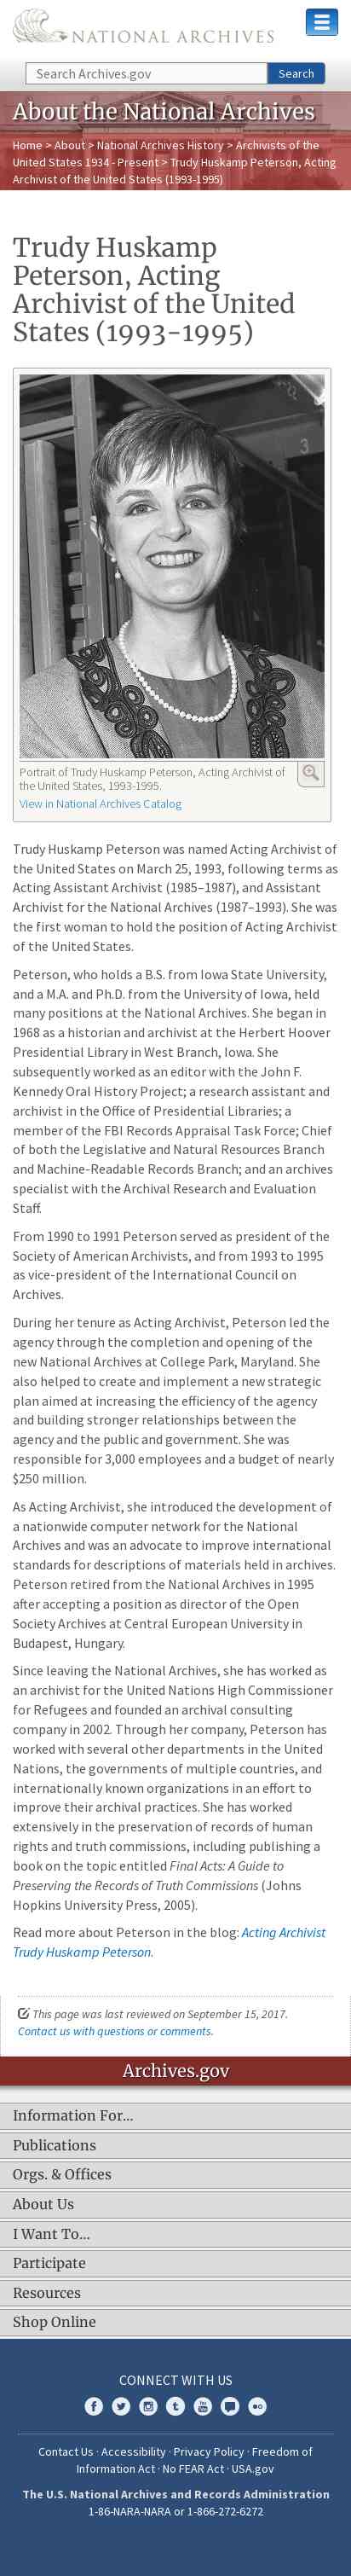 NATIONAL ARCHIVES
Search Archives.gov
Search
About the National Archives
Home > About > National Archives History > Archivists of the
United States 1934 - Present > Trudy Huskamp Peterson, Acting
Archivist of the United States (1993-1995)
Trudy Huskamp
Peterson, Acting
Archivist of the United
States (1993-1995)
Portrait of Trudy Huskamp Peterson, Acting Archivist of
the United States, 1993-1995.
View in National Archives Catalog
Trudy Huskamp Peterson was named Acting Archivist of
the United States on March 25, 1993, following terms as
Acting Assistant Archivist (1985–1987), and Assistant
Archivist for the National Archives (1987–1993). She was
the first woman to hold the position of Acting Archivist
of the United States.
Peterson, who holds a B.S. from Iowa State University,
and a M.A. and Ph.D. from the University of Iowa, held
many positions at the National Archives. She began in
1968 as a historian and archivist at the Herbert Hoover
Presidential Library in West Branch, Iowa. She
subsequently worked as an editor with the John F.
Kennedy Oral History Project; a research assistant and
archivist in the Office of Presidential Libraries; a
member of the FBI Records Appraisal Task Force; Chief
of both the Legislative and Natural Resources Branch
and Machine-Readable Records Branch; and an archives
specialist with the Archival Research and Evaluation
Staff.
From 1990 to 1991 Peterson served as president of the
Society of American Archivists, and from 1993 to 1995
as vice-president of the International Council on
Archives.
During her tenure as Acting Archivist, Peterson led the
agency through the completion and opening of the
new National Archives at College Park, Maryland. She
also helped to create and implement a new strategic
plan aimed at increasing the efficiency of the agency
and building stronger relationships between the
agency and the public and government. She was
responsible for 3,000 employees and a budget of nearly
$250 million.
As Acting Archivist, she introduced the development of
a nationwide computer network for the National
Archives and was an advocate to improve international
standards for descriptions of materials held in archives.
Peterson retired from the National Archives in 1995
after accepting a position as director of the Open
Society Archives at Central European University in
Budapest, Hungary.
Since leaving the National Archives, she has worked as
an archivist for the United Nations High Commissioner
for Refugees and founded an archival consulting
company in 2002. Through her company, Peterson has
worked with several other departments in the United
Nations, the governments of multiple countries, and
internationally known organizations in an effort to
improve their archival practices. She has worked
extensively in the preservation of records of human
rights and truth commissions, including publishing a
book on the topic entitled Final Acts: A Guide to
Preserving the Records of Truth Commissions (Johns
Hopkins University Press, 2005).
Read more about Peterson in the blog: Acting Archivist
Trudy Huskamp Peterson.
This page was last reviewed on September 15, 2017.
Contact us with questions or comments.
Archives.gov
Information For…
Publications
Orgs. & Offices
About Us
I Want To…
Participate
Resources
Shop Online
CONNECT WITH US
Contact Us · Accessibility · Privacy Policy · Freedom of
Information Act · No FEAR Act · USA.gov
The U.S. National Archives and Records Administration
1-86-NARA-NARA or 1-866-272-6272